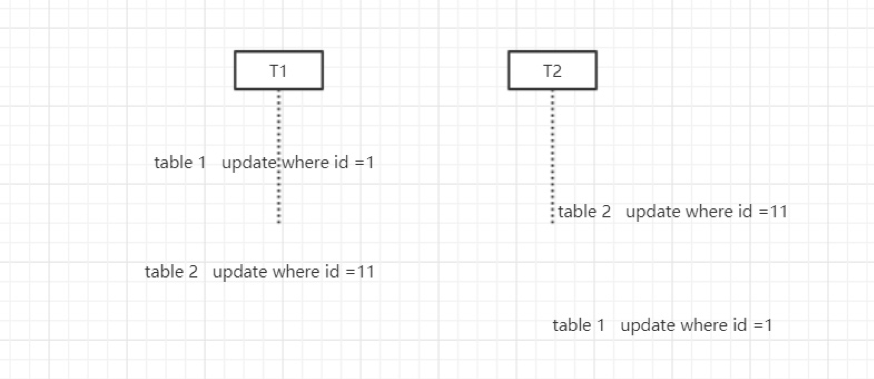 T1
T2
table 1 update where id =1
table 2 update where id =11
table 2 update where id =11
table 1 update where id =1